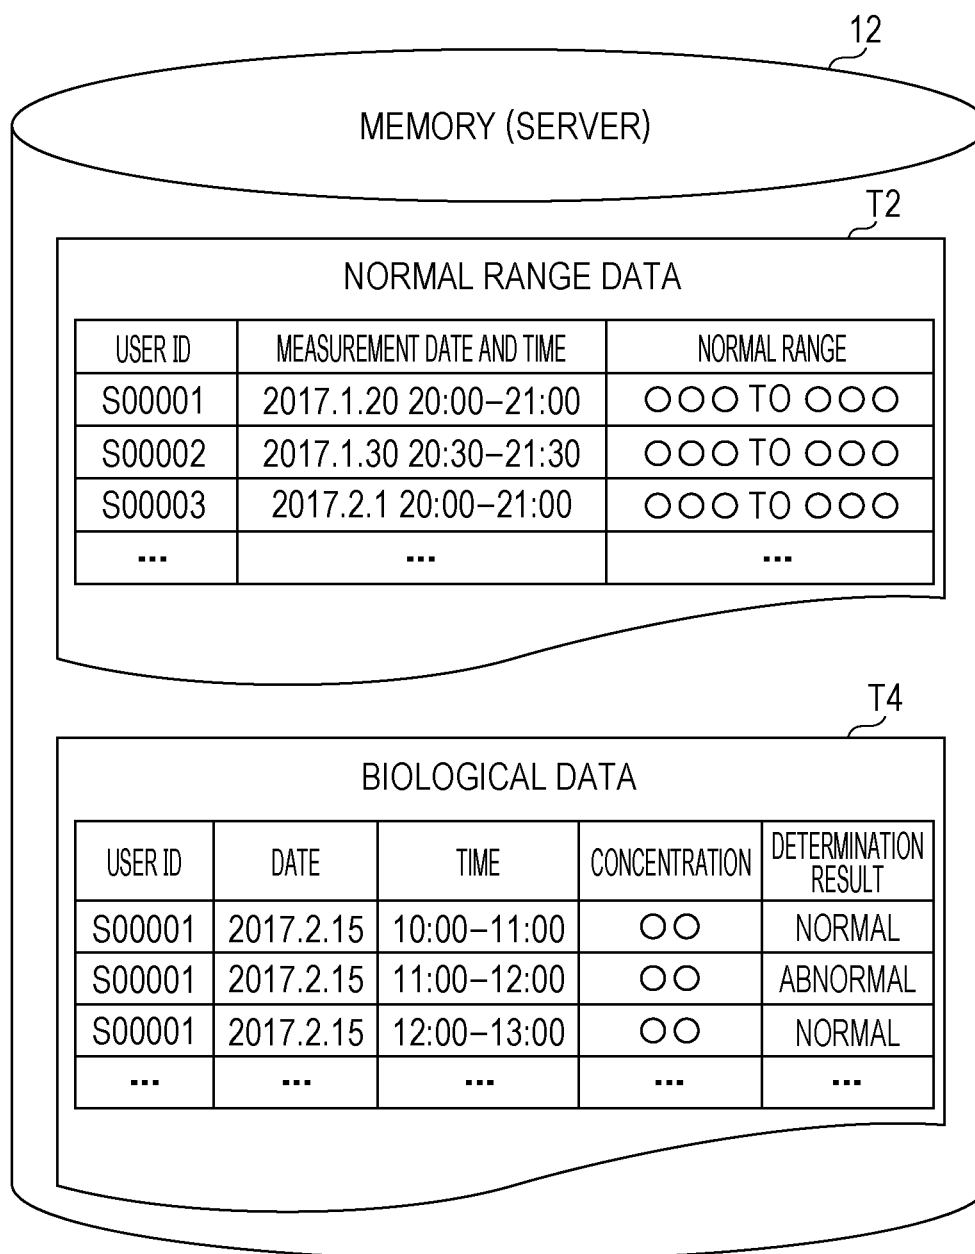 12
MEMORY (SERVER)
T2
NORMAL RANGE DATA
USER ID MEASUREMENT DATE AND TIME NORMAL RANGE
S00001 2017.1.20 20:00–21:00 ○○○ TO ○○○
S00002 2017.1.30 20:30–21:30 ○○○ TO ○○○
S00003 2017.2.1 20:00–21:00 ○○○ TO ○○○
... ... ...
T4
BIOLOGICAL DATA
USER ID DATE TIME CONCENTRATION DETERMINATION
RESULT
S00001 2017.2.15 10:00–11:00 ○○ NORMAL
S00001 2017.2.15 11:00–12:00 ○○ ABNORMAL
S00001 2017.2.15 12:00–13:00 ○○ NORMAL
... ... ... ... ...